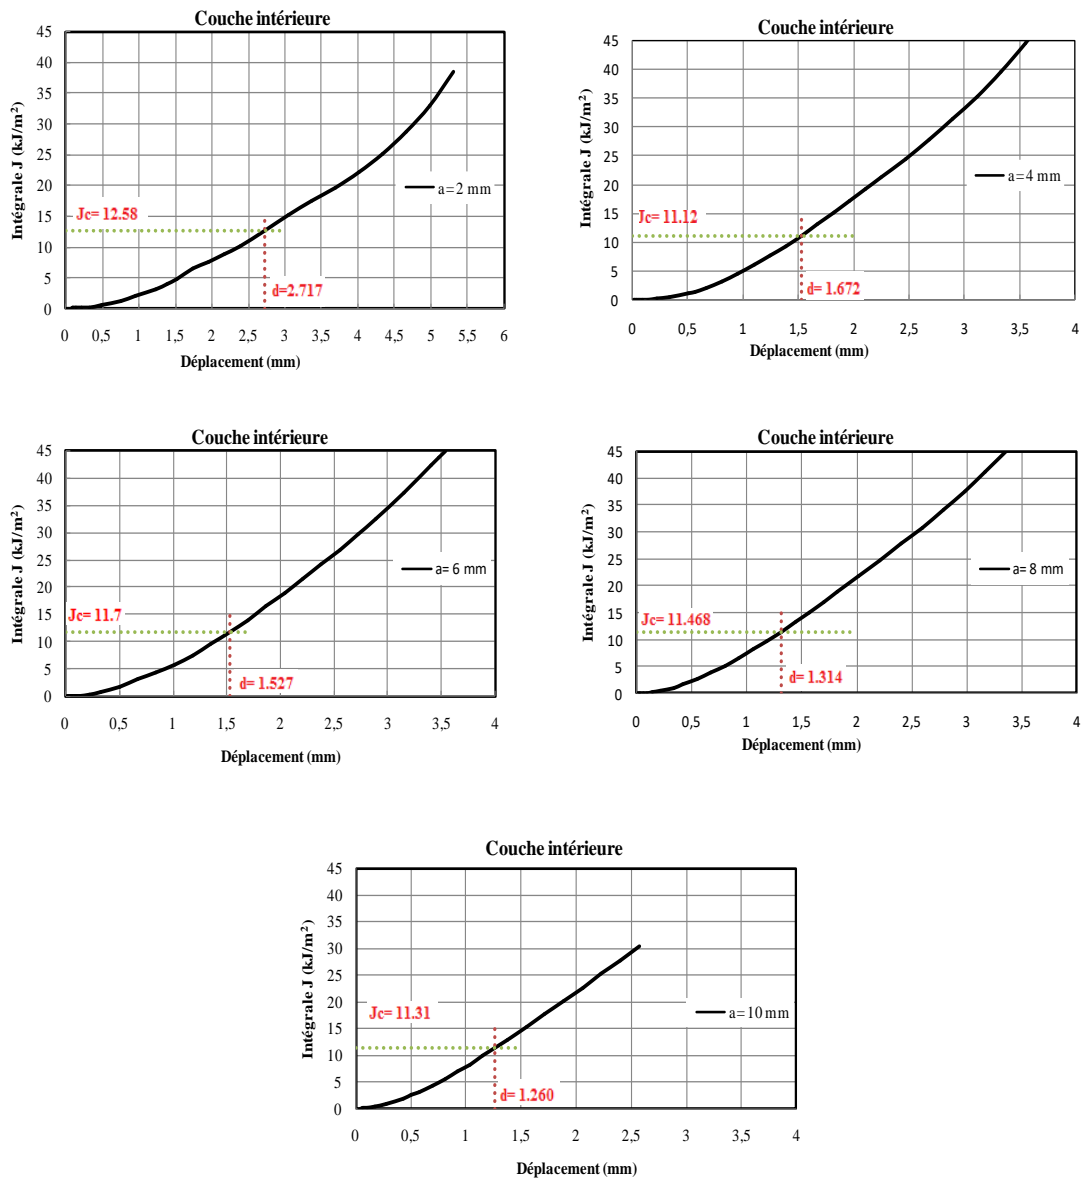 Couche intérieure
Intégrale J (kJ/m²)
45
40
35
30
25
20
15
10
5
0
a=2 mm
Jc= 12.58
d=2.717
0 0,5 1 1,5 2 2,5 3 3,5 4 4,5 5 5,5 6
Déplacement (mm)
Couche intérieure
Intégrale J (kJ/m²)
45
40
35
30
25
20
15
10
5
0
a=4 mm
Jc= 11.12
d= 1.672
0 0,5 1 1,5 2 2,5 3 3,5 4
Déplacement (mm)
Couche intérieure
Intégrale J (kJ/m²)
45
40
35
30
25
20
15
10
5
0
a= 6 mm
Jc= 11.7
d= 1.527
0 0,5 1 1,5 2 2,5 3 3,5 4
Déplacement (mm)
Couche intérieure
Intégrale J (kJ/m²)
45
40
35
30
25
20
15
10
5
0
a= 8 mm
Jc= 11.468
d= 1.314
0 0,5 1 1,5 2 2,5 3 3,5 4
Déplacement (mm)
Couche intérieure
Intégrale J (kJ/m²)
45
40
35
30
25
20
15
10
5
0
a=10 mm
Jc= 11.31
d= 1.260
0 0,5 1 1,5 2 2,5 3 3,5 4
Déplacement (mm)